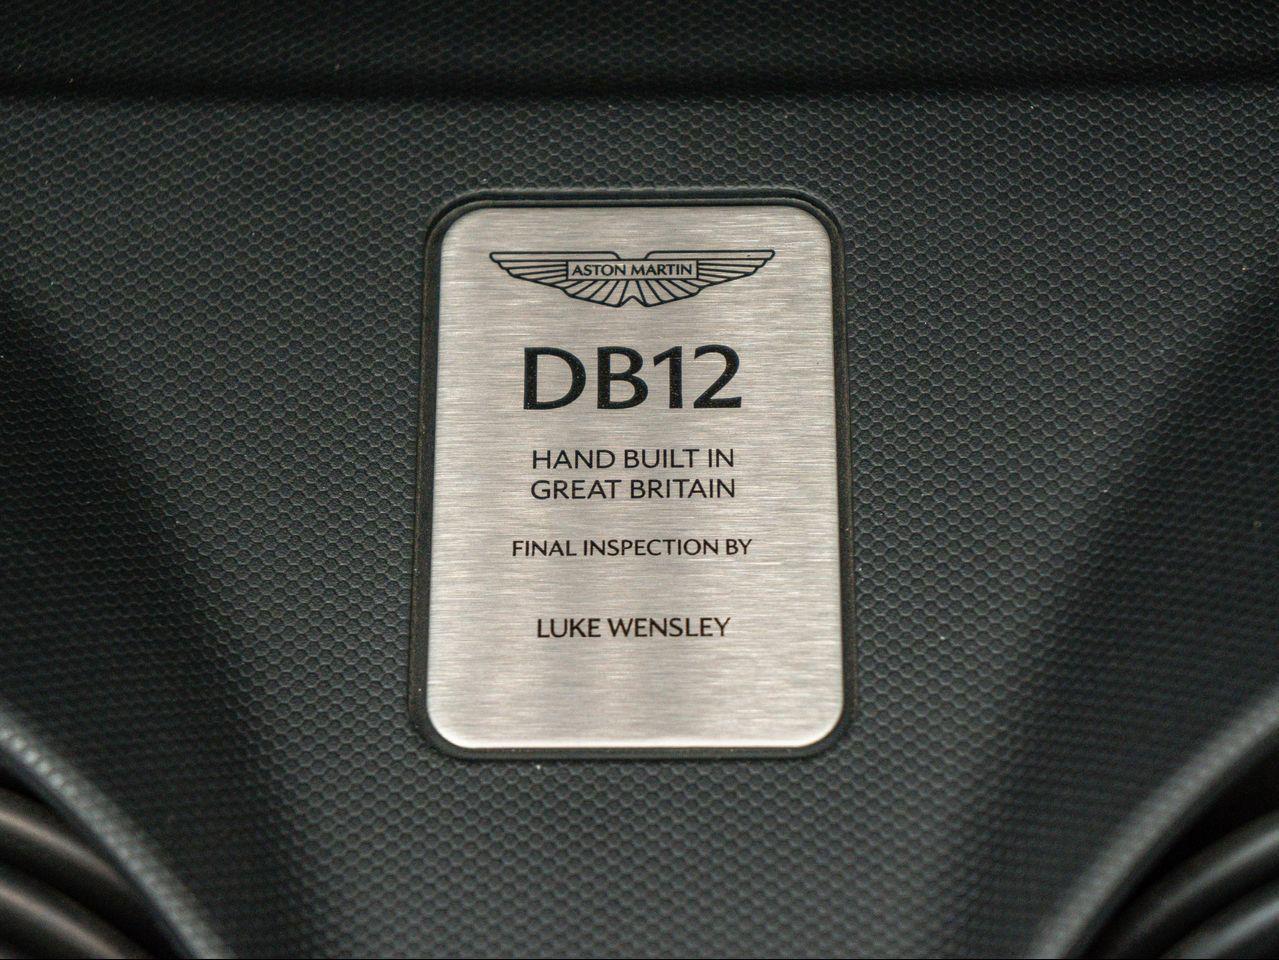 ASTON MARTIN
DB12
HAND BUILT IN
GREAT BRITAIN
FINAL INSPECTION BY
LUKE WENSLEY